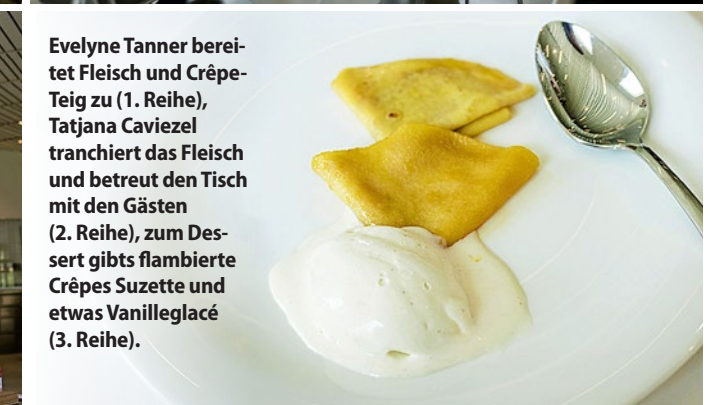 Evelyne Tanner berei-
tet Fleisch und Crêpe-
Teig zu (1. Reihe),
Tatjana Caviezel
tranchiert das Fleisch
und betreut den Tisch
mit den Gästen
(2. Reihe), zum Des-
sert gibts flambierte
Crêpes Suzette und
etwas Vanilleglacé
(3. Reihe).